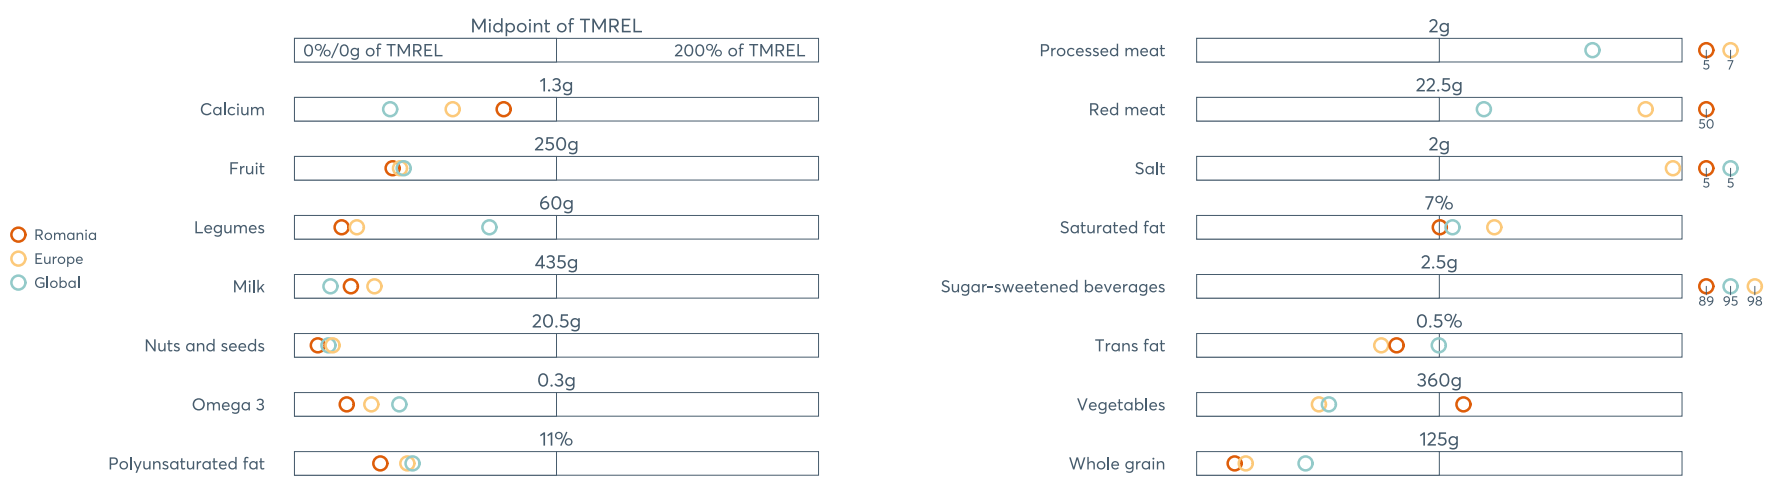 Midpoint of TMREL
0%/0g of TMREL 200% of TMREL
1.3g
Calcium
250g
Fruit
60g
Legumes
Romania
Europe
Global
435g
Milk
20.5g
Nuts and seeds
0.3g
Omega 3
11%
Polyunsaturated fat
2g
Processed meat
5 7
22.5g
Red meat
50
2g
Salt
5 5
7%
Saturated fat
2.5g
Sugar-sweetened beverages
89 95 98
0.5%
Trans fat
360g
Vegetables
125g
Whole grain